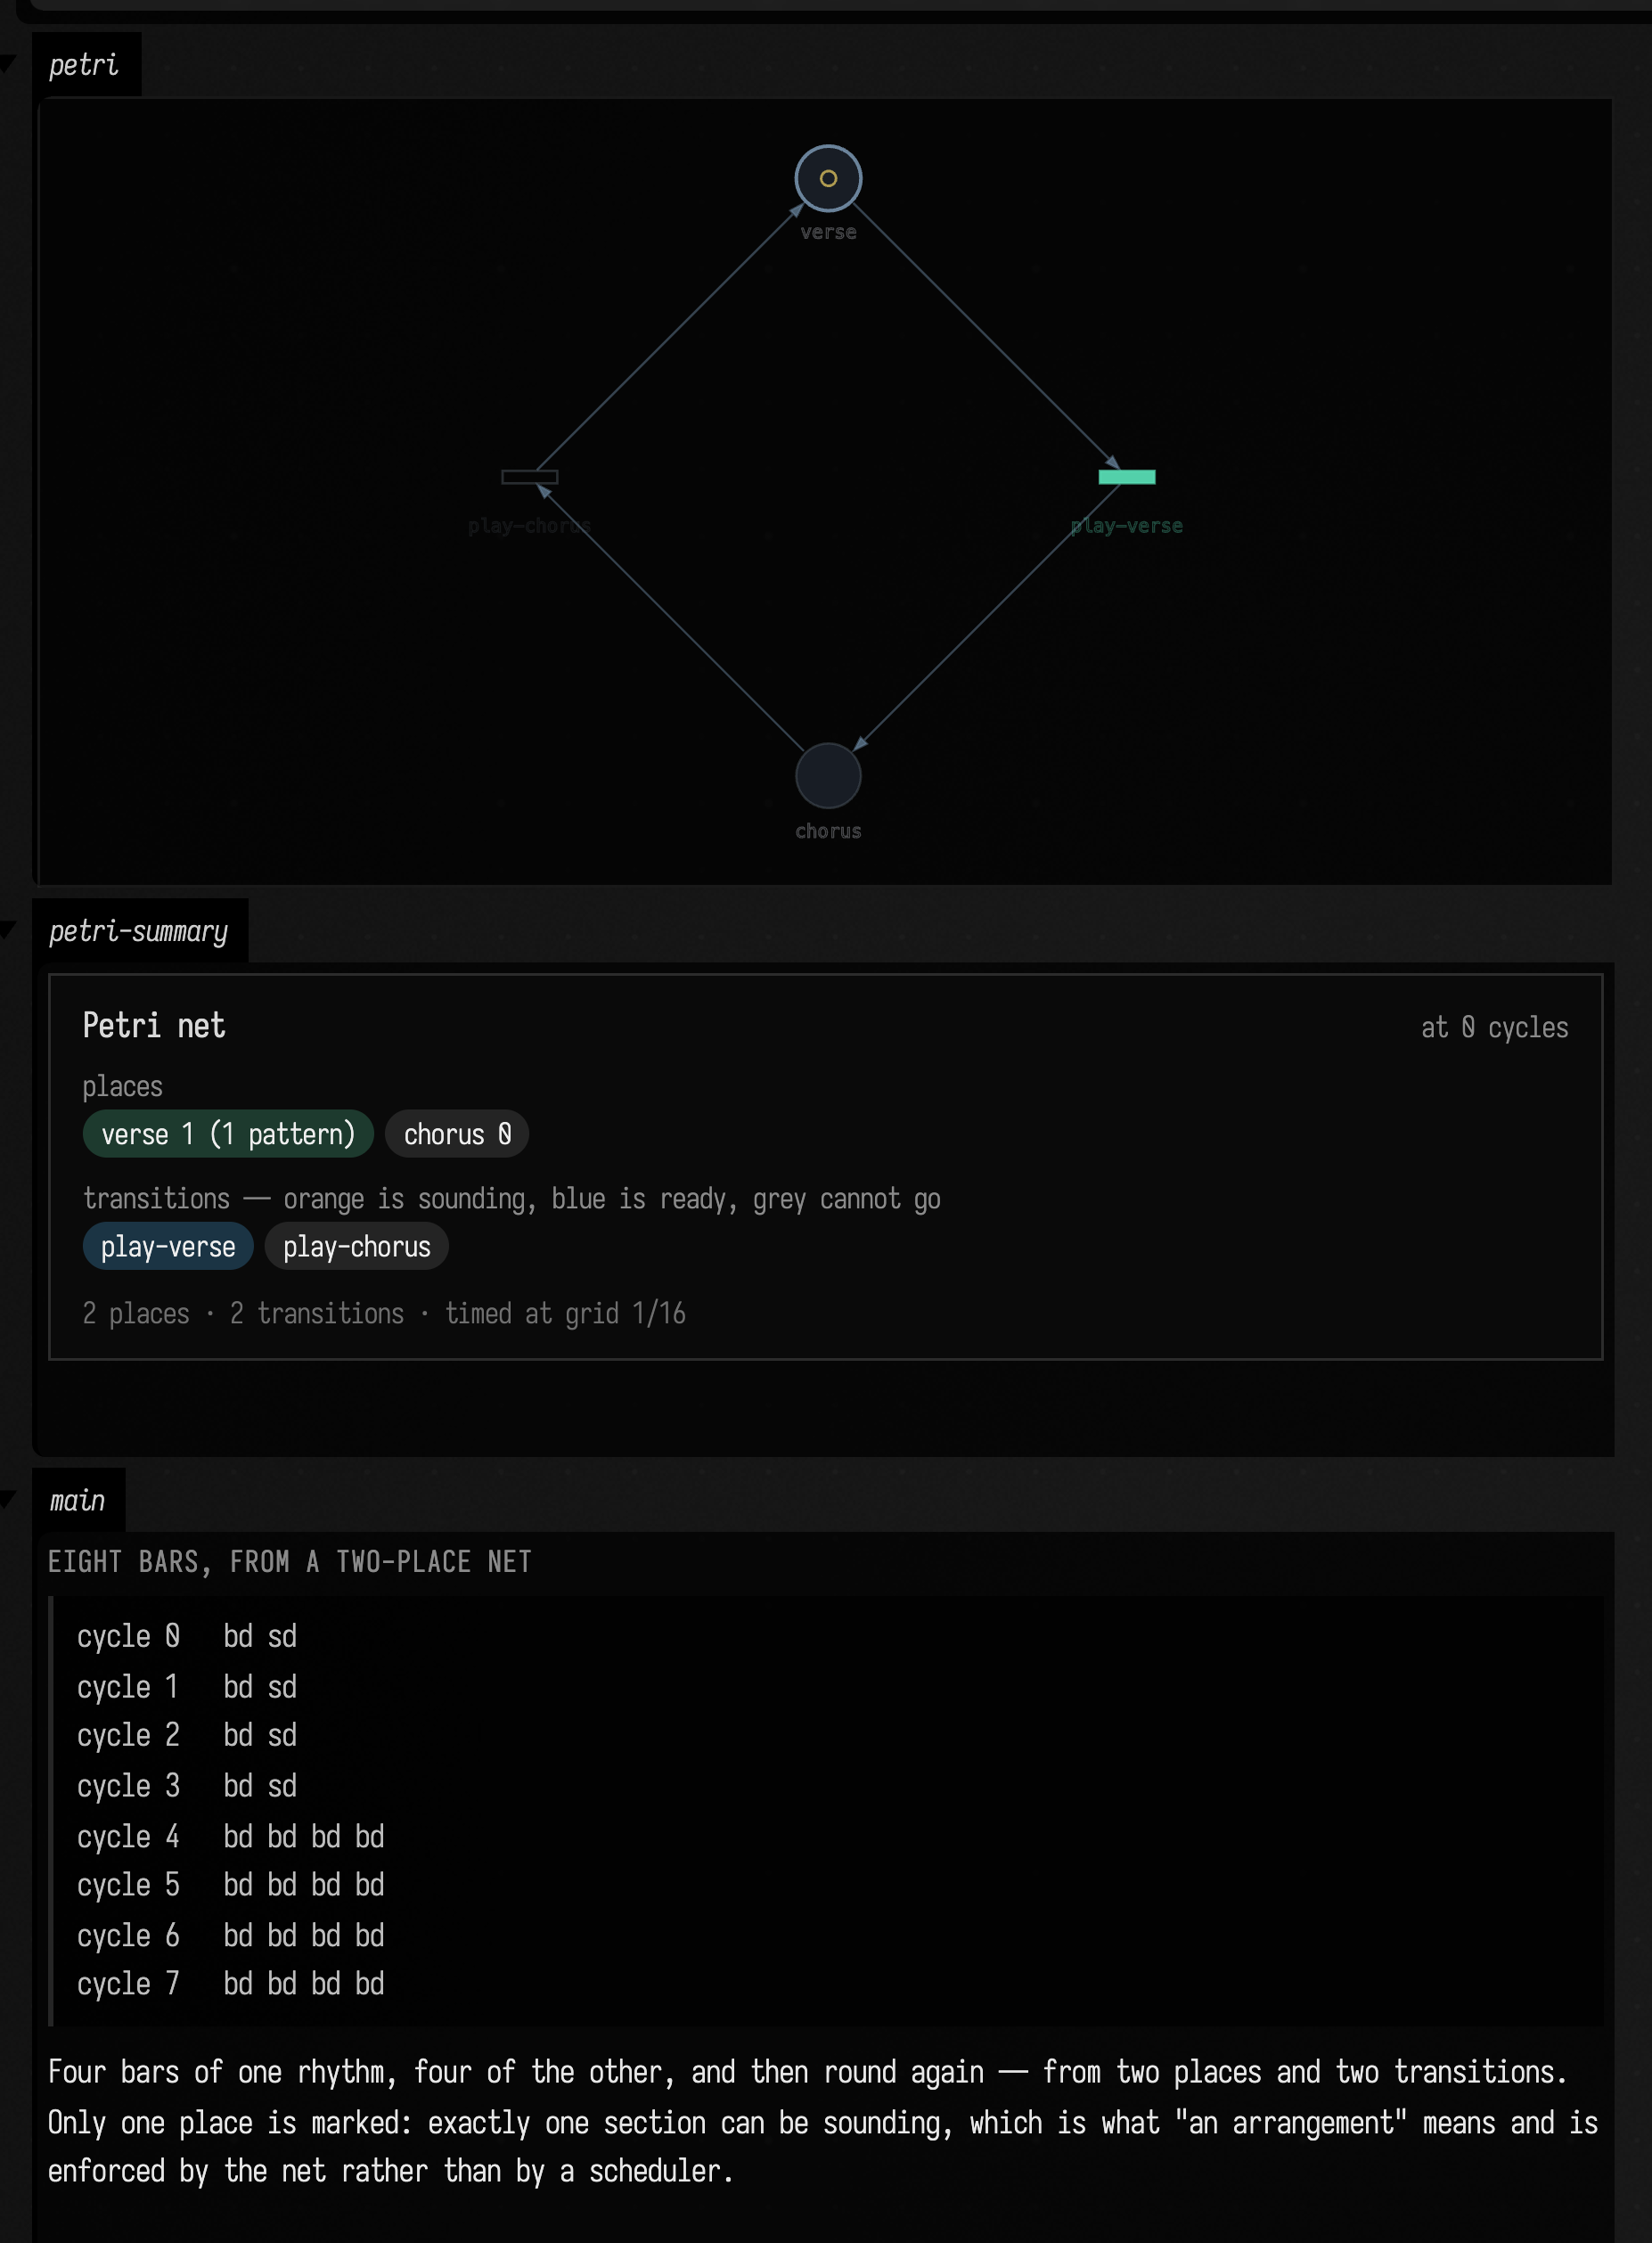 petri
verse
play-chorus
play-verse
chorus
petri-summary
Petri net
at 0 cycles
places
verse 1 (1 pattern)
chorus 0
transitions — orange is sounding, blue is ready, grey cannot go
play-verse
play-chorus
2 places · 2 transitions · timed at grid 1/16
main
EIGHT BARS, FROM A TWO-PLACE NET
cycle 0 bd sd
cycle 1 bd sd
cycle 2 bd sd
cycle 3 bd sd
cycle 4 bd bd bd bd
cycle 5 bd bd bd bd
cycle 6 bd bd bd bd
cycle 7 bd bd bd bd
Four bars of one rhythm, four of the other, and then round again — from two places and two transitions.
Only one place is marked: exactly one section can be sounding, which is what "an arrangement" means and is
enforced by the net rather than by a scheduler.